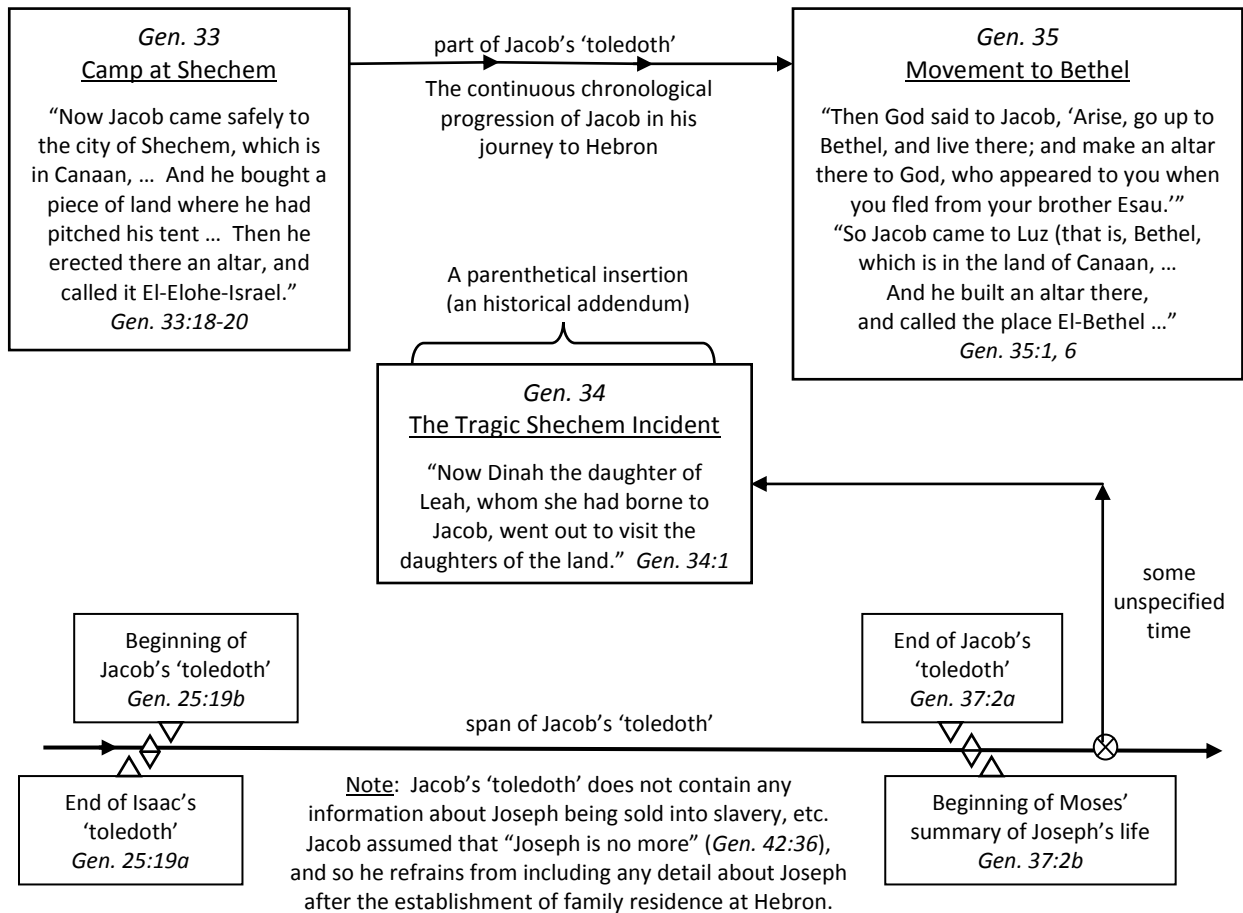 Gen. 33
Camp at Shechem
“Now Jacob came safely to
the city of Shechem, which is
in Canaan, … And he bought a
piece of land where he had
pitched his tent … Then he
erected there an altar, and
called it El-Elohe-Israel.”
Gen. 33:18-20
part of Jacob’s ‘toledoth’
The continuous chronological
progression of Jacob in his
journey to Hebron
Gen. 35
Movement to Bethel
“Then God said to Jacob, ‘Arise, go up to
Bethel, and live there; and make an altar
there to God, who appeared to you when
you fled from your brother Esau.’”
“So Jacob came to Luz (that is, Bethel,
which is in the land of Canaan, …
And he built an altar there,
and called the place El-Bethel …”
Gen. 35:1, 6
A parenthetical insertion
(an historical addendum)
Gen. 34
The Tragic Shechem Incident
“Now Dinah the daughter of
Leah, whom she had borne to
Jacob, went out to visit the
daughters of the land.” Gen. 34:1
some
unspecified
time
Beginning of
Jacob’s ‘toledoth’
Gen. 25:19b
End of Jacob’s
‘toledoth’
Gen. 37:2a
span of Jacob’s ‘toledoth’
End of Isaac’s
‘toledoth’
Gen. 25:19a
Note: Jacob’s ‘toledoth’ does not contain any
information about Joseph being sold into slavery, etc.
Jacob assumed that “Joseph is no more” (Gen. 42:36),
and so he refrains from including any detail about Joseph
after the establishment of family residence at Hebron.
Beginning of Moses’
summary of Joseph’s life
Gen. 37:2b